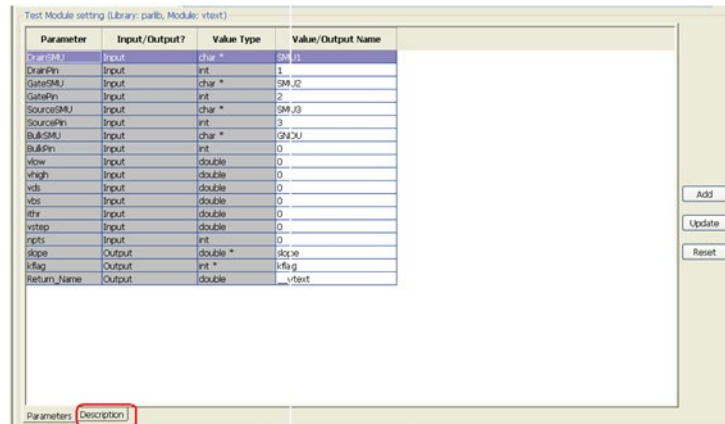 Test Module setting (Library: parlib, Module: vtext)
Parameter Input/Output? Value Type Value/Output Name
DrainSMU Input char * SMU1
DrainPin Input int 1
GateSMU Input char * SMU2
GatePin Input int 2
SourceSMU Input char * SMU3
SourcePin Input int 3
BulkSMU Input char * GNDU
BulkPin Input int 0
vlow Input double 0
vhigh Input double 0
vds Input double 0
vbs Input double 0
ithr Input double 0
vstep Input double 0
npts Input int 0
slope Output double * slope
kflag Output int * kflag
Return_Name Output double __vtext
Add
Update
Reset
Parameters Description